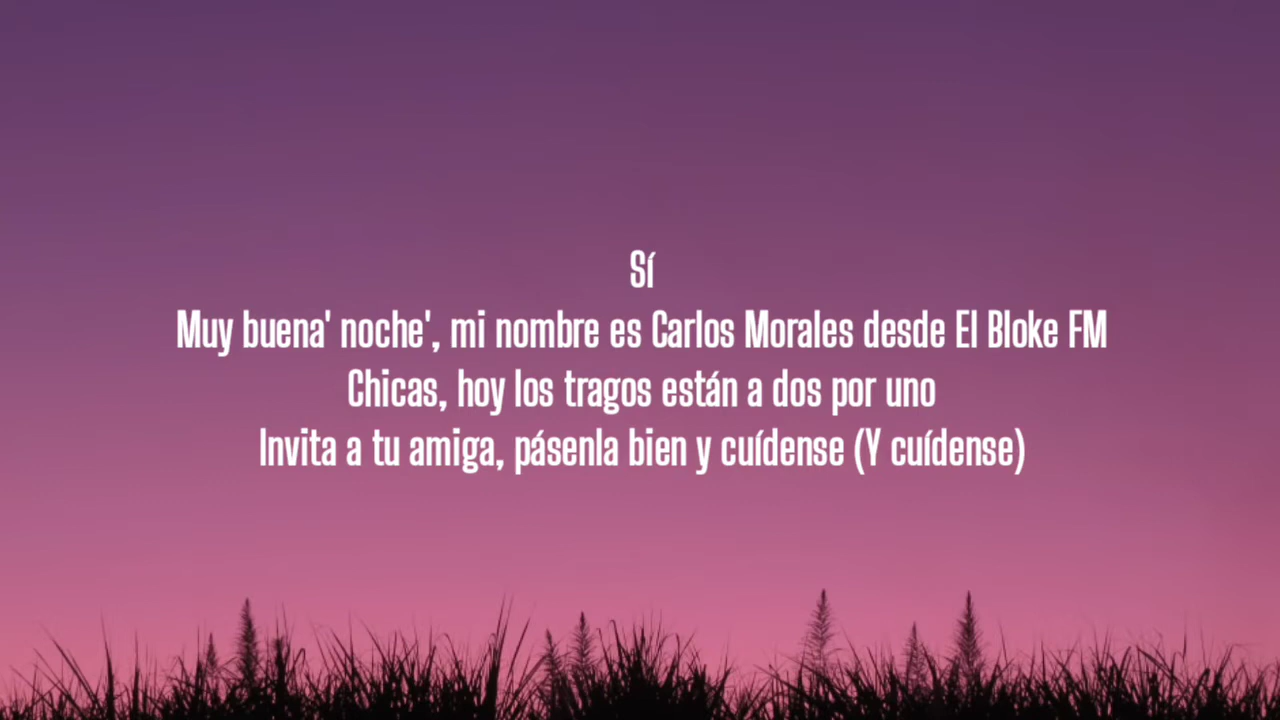 Sí
Muy buena' noche', mi nombre es Carlos Morales desde El Bloke FM
Chicas, hoy los tragos están a dos por uno
Invita a tu amiga, pásenla bien y cuídense (Y cuídense)